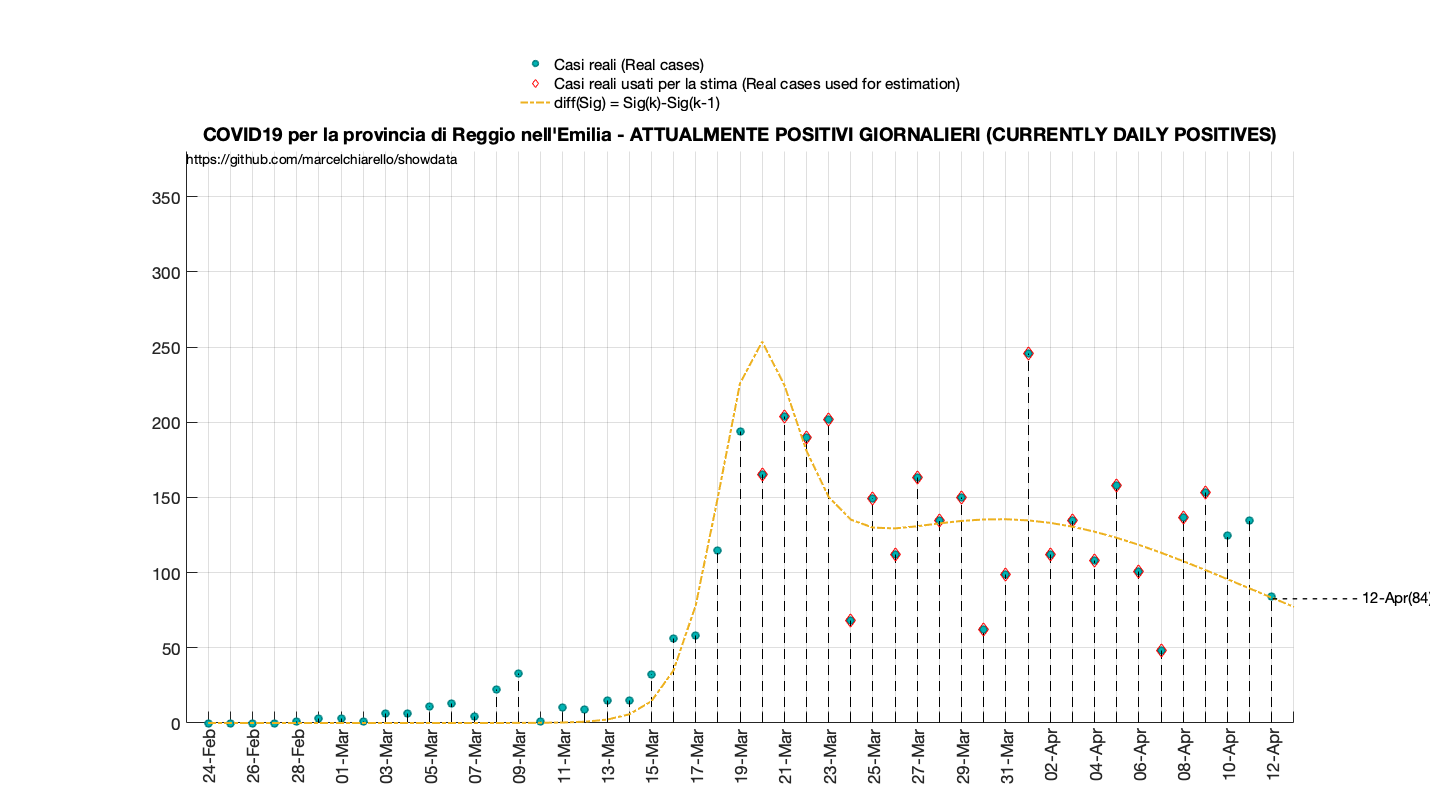 Casi reali (Real cases)
Casi reali usati per la stima (Real cases used for estimation)
diff(Sig) = Sig(k)-Sig(k-1)
COVID19 per la provincia di Reggio nell'Emilia - ATTUALMENTE POSITIVI GIORNALIERI (CURRENTLY DAILY POSITIVES)
https://github.com/marcelchiarello/showdata
350
300
250
200
150
100
50
0
12-Apr(84)
24-Feb
26-Feb
28-Feb
01-Mar
03-Mar
05-Mar
07-Mar
09-Mar
11-Mar
13-Mar
15-Mar
17-Mar
19-Mar
21-Mar
23-Mar
25-Mar
27-Mar
29-Mar
31-Mar
02-Apr
04-Apr
06-Apr
08-Apr
10-Apr
12-Apr